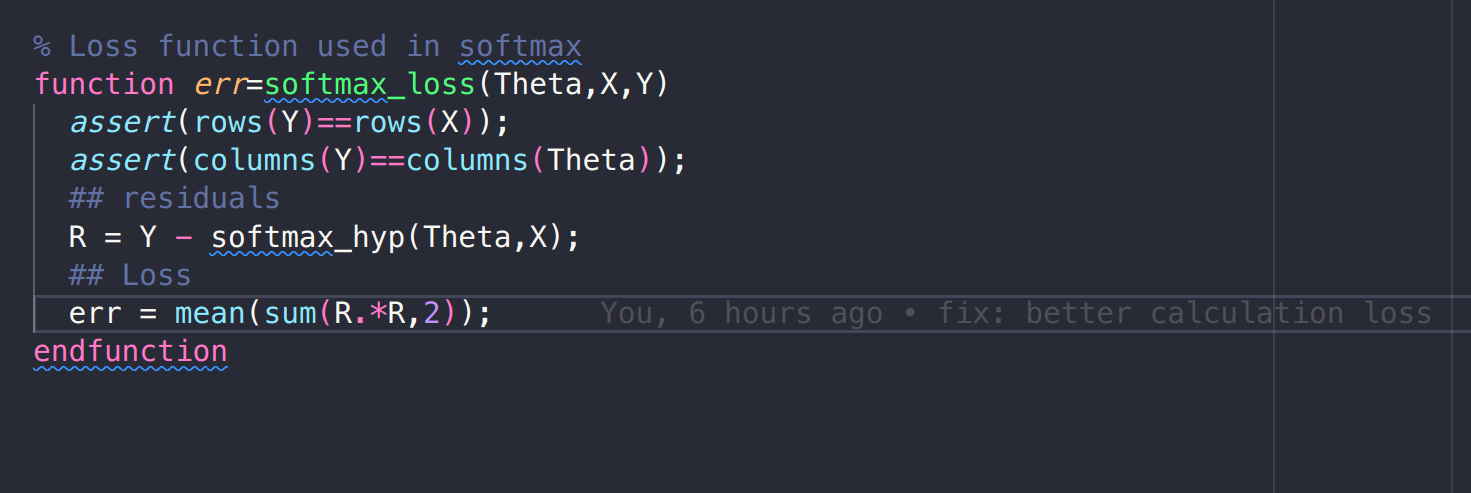 % Loss function used in softmax
function err=softmax_loss(Theta,X,Y)
  assert(rows(Y)==rows(X));
  assert(columns(Y)==columns(Theta));
  ## residuals
  R = Y - softmax_hyp(Theta,X);
  ## Loss
  err = mean(sum(R.*R,2));      You, 6 hours ago • fix: better calculation loss
endfunction